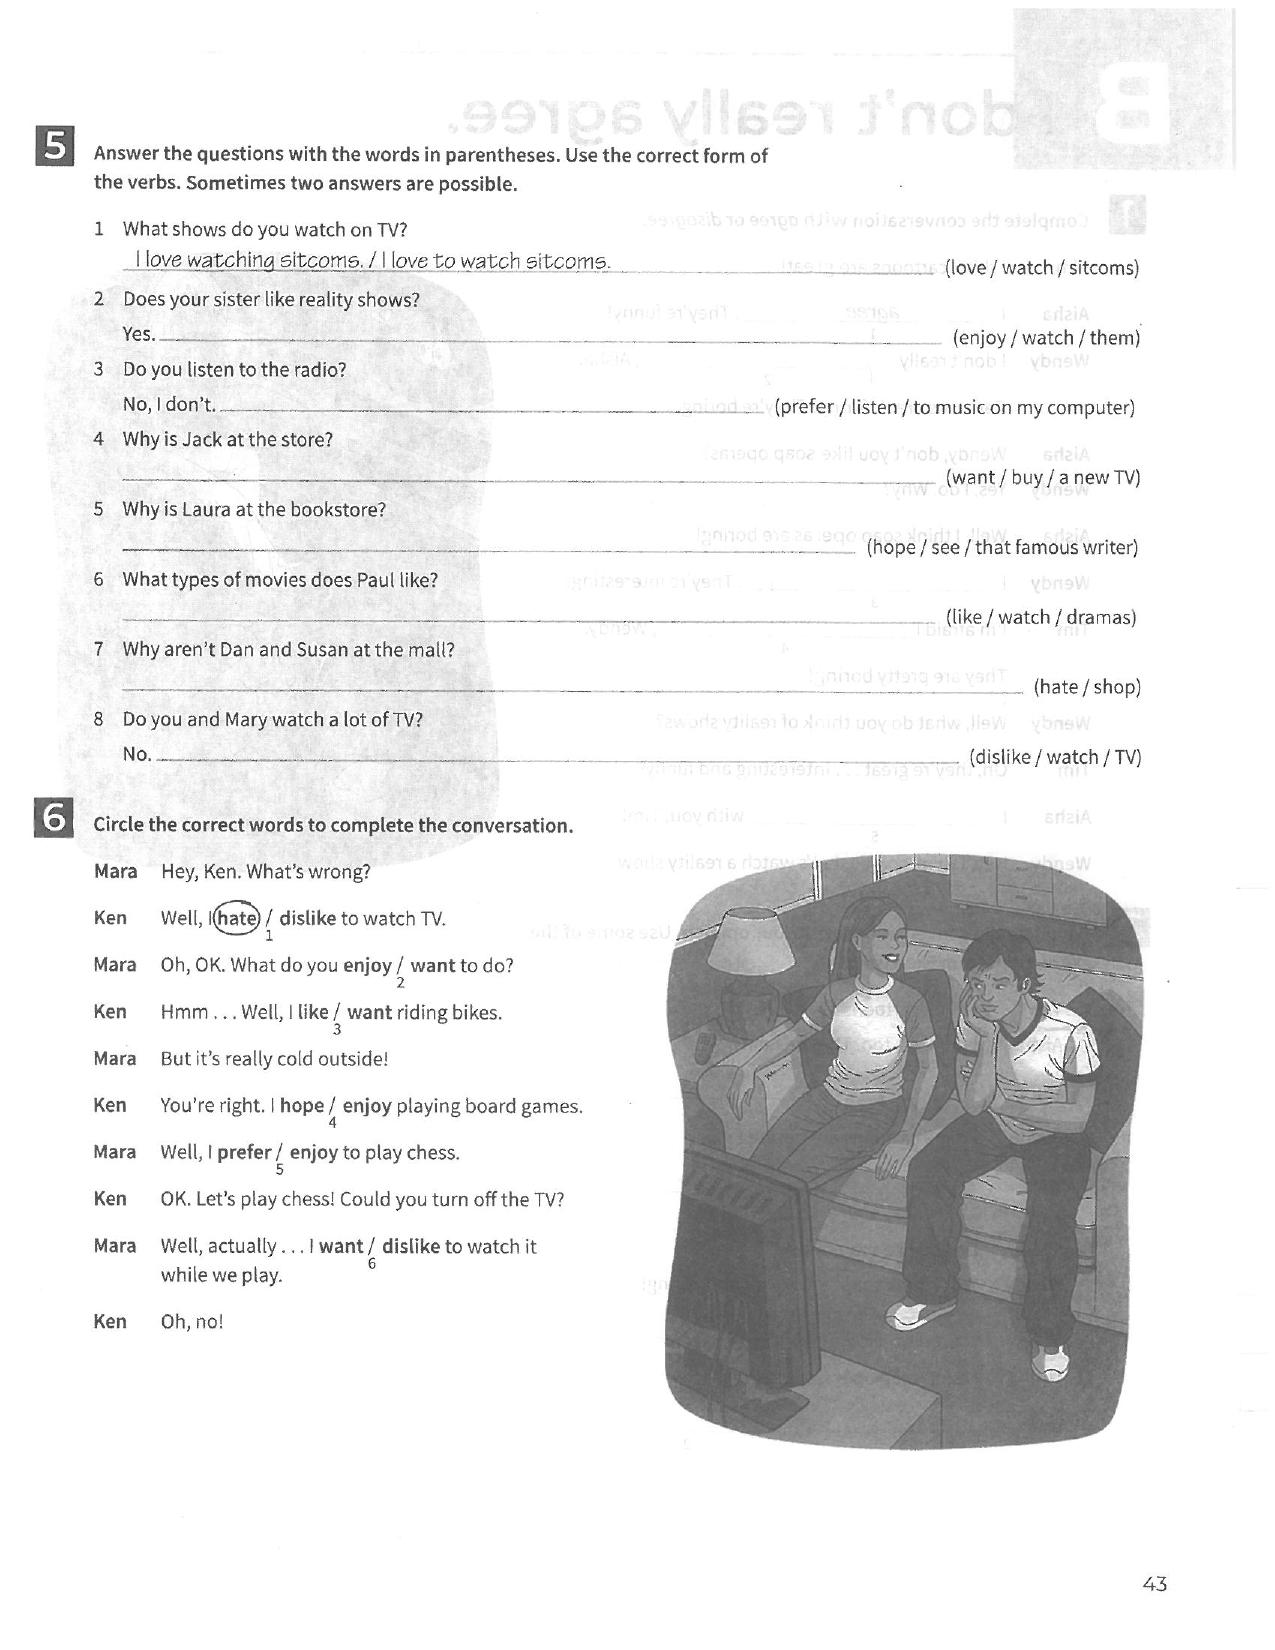 B
don't really agree.
5 Answer the questions with the words in parentheses. Use the correct form of
the verbs. Sometimes two answers are possible.
1 What shows do you watch on TV?
I love watching sitcoms. / I love to watch sitcoms. (love / watch / sitcoms)
2 Does your sister like reality shows?
Yes. (enjoy / watch / them)
3 Do you listen to the radio?
No, I don't. (prefer / listen / to music on my computer)
4 Why is Jack at the store?
(want / buy / a new TV)
5 Why is Laura at the bookstore?
(hope / see / that famous writer)
6 What types of movies does Paul like?
(like / watch / dramas)
7 Why aren't Dan and Susan at the mall?
(hate / shop)
8 Do you and Mary watch a lot of TV?
No. (dislike / watch / TV)
6 Circle the correct words to complete the conversation.
Mara Hey, Ken. What's wrong?
Ken Well, I hate / dislike to watch TV.
1
Mara Oh, OK. What do you enjoy / want to do?
2
Ken Hmm . . . Well, I like / want riding bikes.
3
Mara But it's really cold outside!
Ken You're right. I hope / enjoy playing board games.
4
Mara Well, I prefer / enjoy to play chess.
5
Ken OK. Let's play chess! Could you turn off the TV?
Mara Well, actually . . . I want / dislike to watch it
6
while we play.
Ken Oh, no!
43